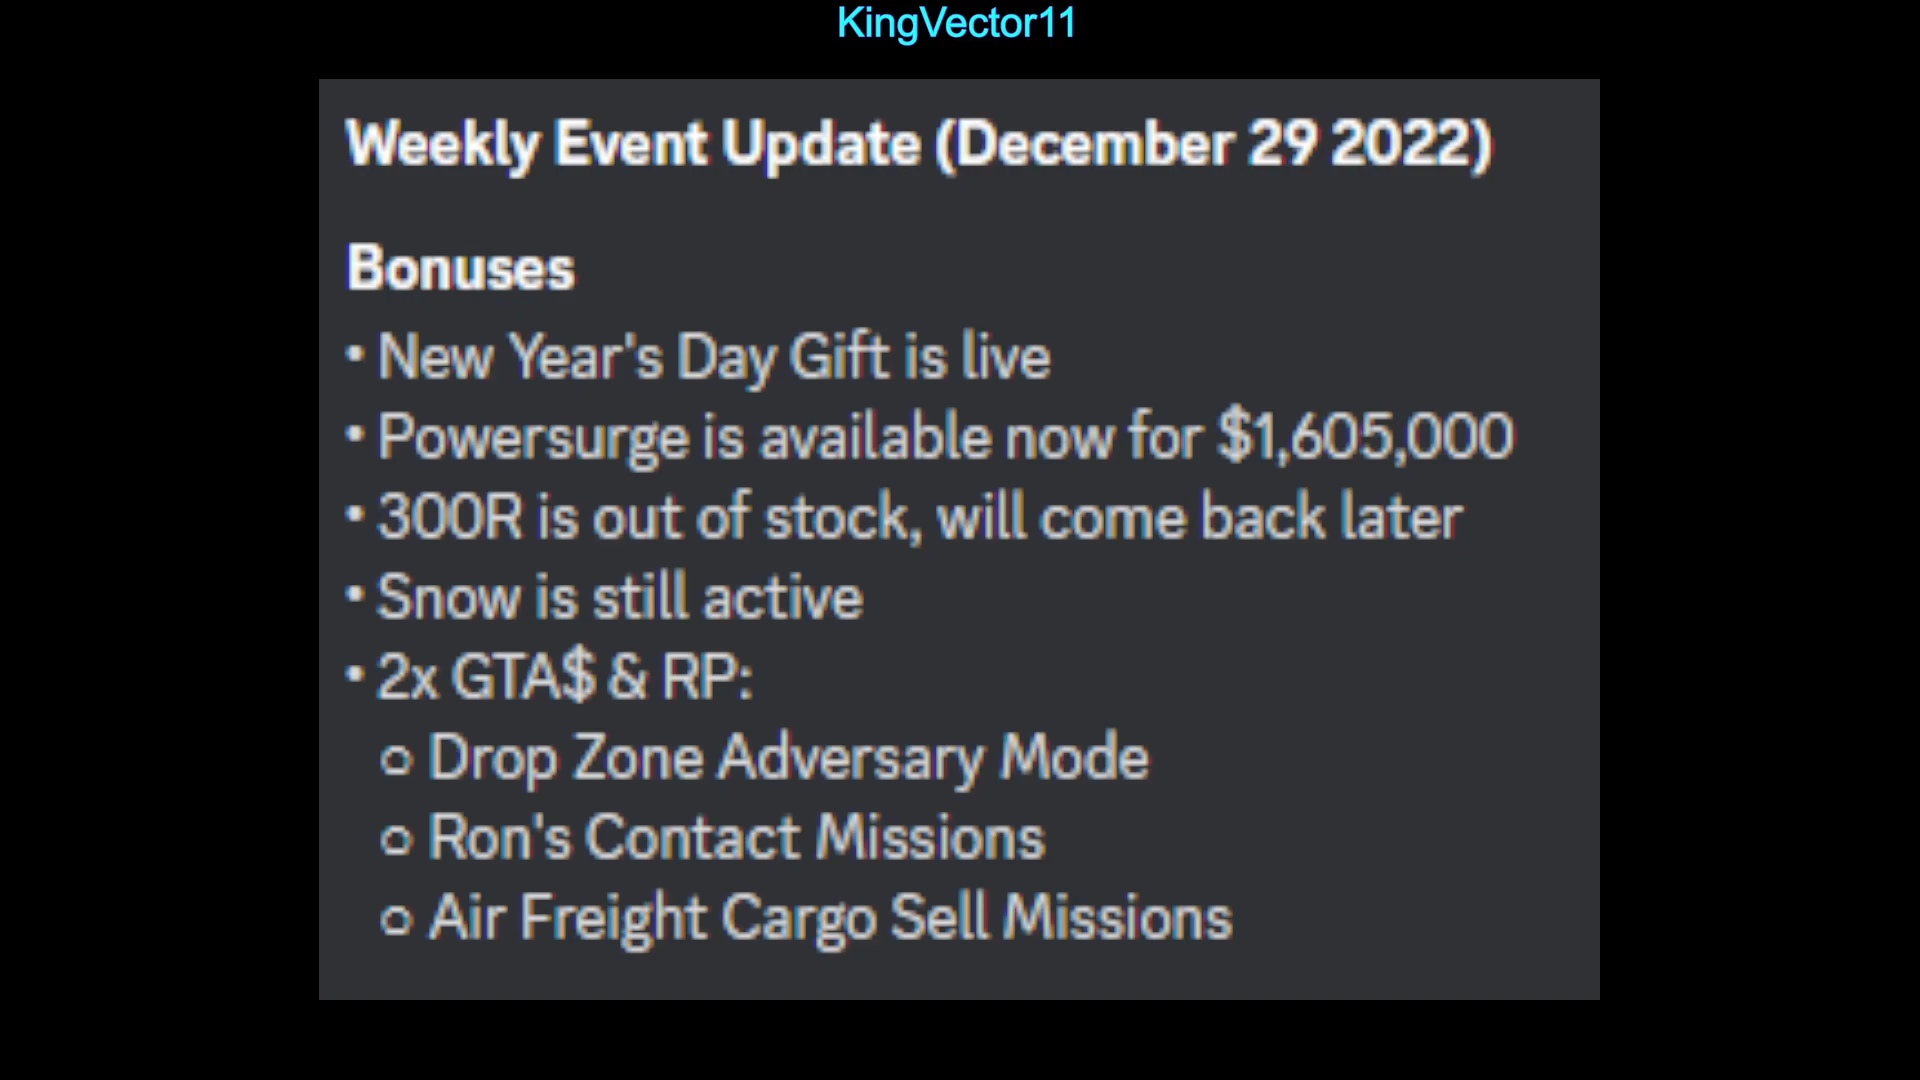 KingVector11
Weekly Event Update (December 29 2022)
Bonuses
• New Year's Day Gift is live
• Powersurge is available now for $1,605,000
• 300R is out of stock, will come back later
• Snow is still active
• 2x GTA$ & RP:
○ Drop Zone Adversary Mode
○ Ron's Contact Missions
○ Air Freight Cargo Sell Missions